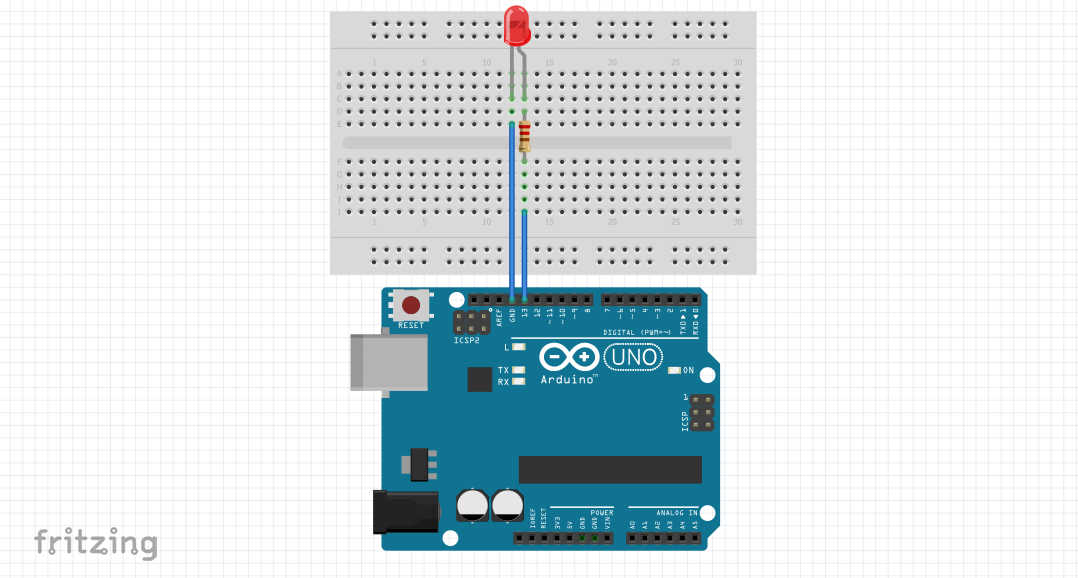 1 5 10 15 20 25 30
A
B
C
D
E
F
G
H
I
J
1 5 10 15 20 25 30
RESET
ICSP2
AREF
GND
13
12
~11
~10
~9
8
7
~6
~5
4
~3
2
TXD▶1
RXD◀0
DIGITAL (PWM=~)
L
TX
RX
UNO
Arduino™
ON
1
ICSP
POWER
ANALOG IN
IOREF
RESET
3V3
5V
GND
GND
VIN
A0
A1
A2
A3
A4
A5
fritzing